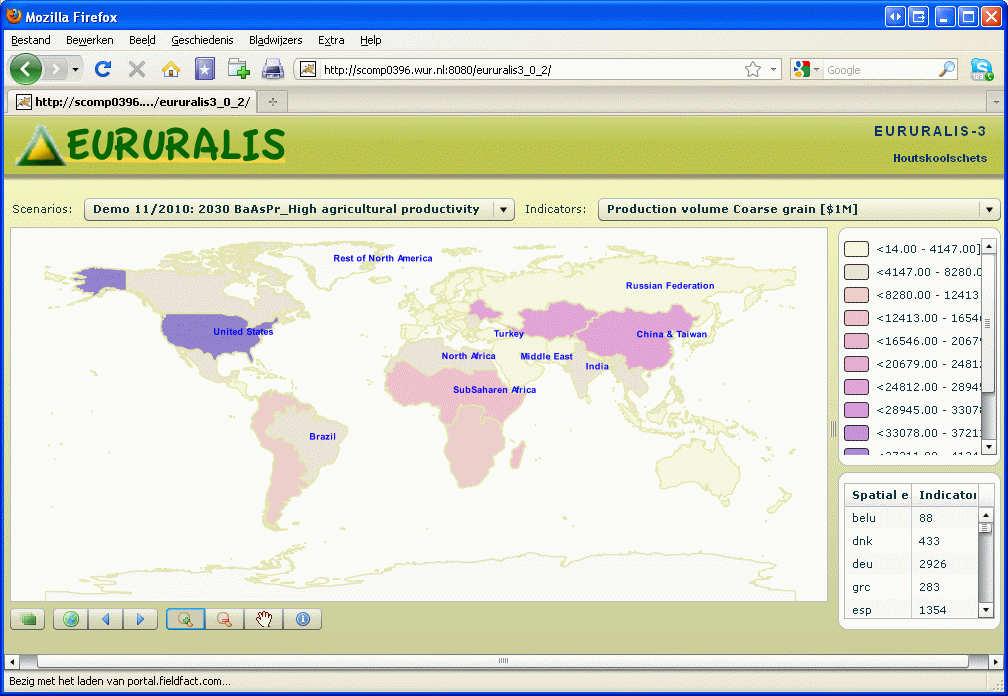 Mozilla Firefox
Bestand Bewerken Beeld Geschiedenis Bladwijzers Extra Help
http://scomp0396.wur.nl:8080/eururalis3_0_2/ Google
http://scomp0396..../eururalis3_0_2/
EURURALIS
EURURALIS-3
Houtskoolschets
Scenarios: Demo 11/2010: 2030 BaAsPr_High agricultural productivity Indicators: Production volume Coarse grain [$1M]
Rest of North America
Russian Federation
United States
Turkey
China & Taiwan
North Africa
Middle East
India
SubSaharen Africa
Brazil
<14.00 - 4147.00]
<4147.00 - 8280.0
<8280.00 - 12413
<12413.00 - 1654
<16546.00 - 2067
<20679.00 - 2481
<24812.00 - 2894
<28945.00 - 3307
<33078.00 - 3721
Spatial e Indicator
belu 88
dnk 433
deu 2926
grc 283
esp 1354
Bezig met het laden van portal.fieldfact.com...